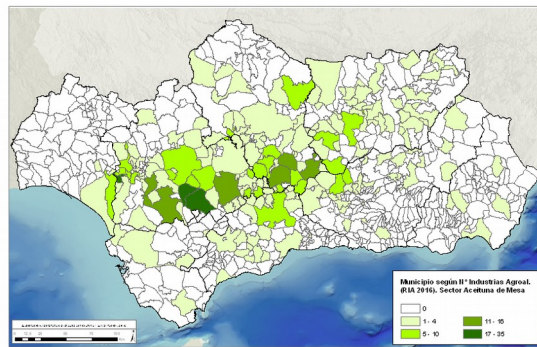 Municipio según Nº Industrias Agroal.
(RIA 2016). Sector Aceituna de Mesa
0
1 - 4
5 - 10
11 - 16
17 - 35